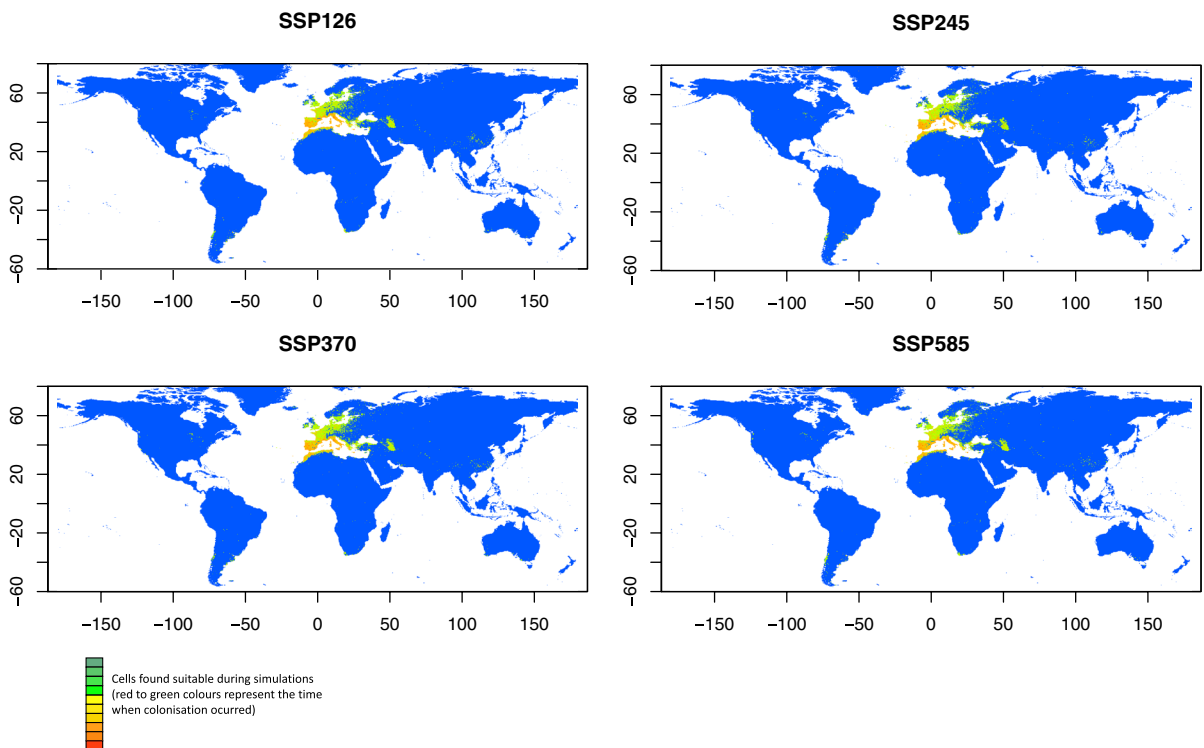 SSP126
SSP245
60
20
−20
−60
−150 −100 −50 0 50 100 150
60
20
−20
−60
−150 −100 −50 0 50 100 150
SSP370
SSP585
60
20
−20
−60
−150 −100 −50 0 50 100 150
60
20
−20
−60
−150 −100 −50 0 50 100 150
Cells found suitable during simulations
(red to green colours represent the time
when colonisation ocurred)